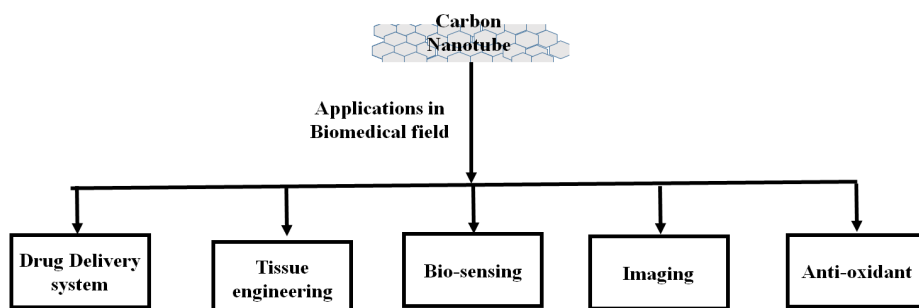 Carbon
Nanotube
Applications in
Biomedical field
Drug Delivery
system
Tissue
engineering
Bio-sensing
Imaging
Anti-oxidant